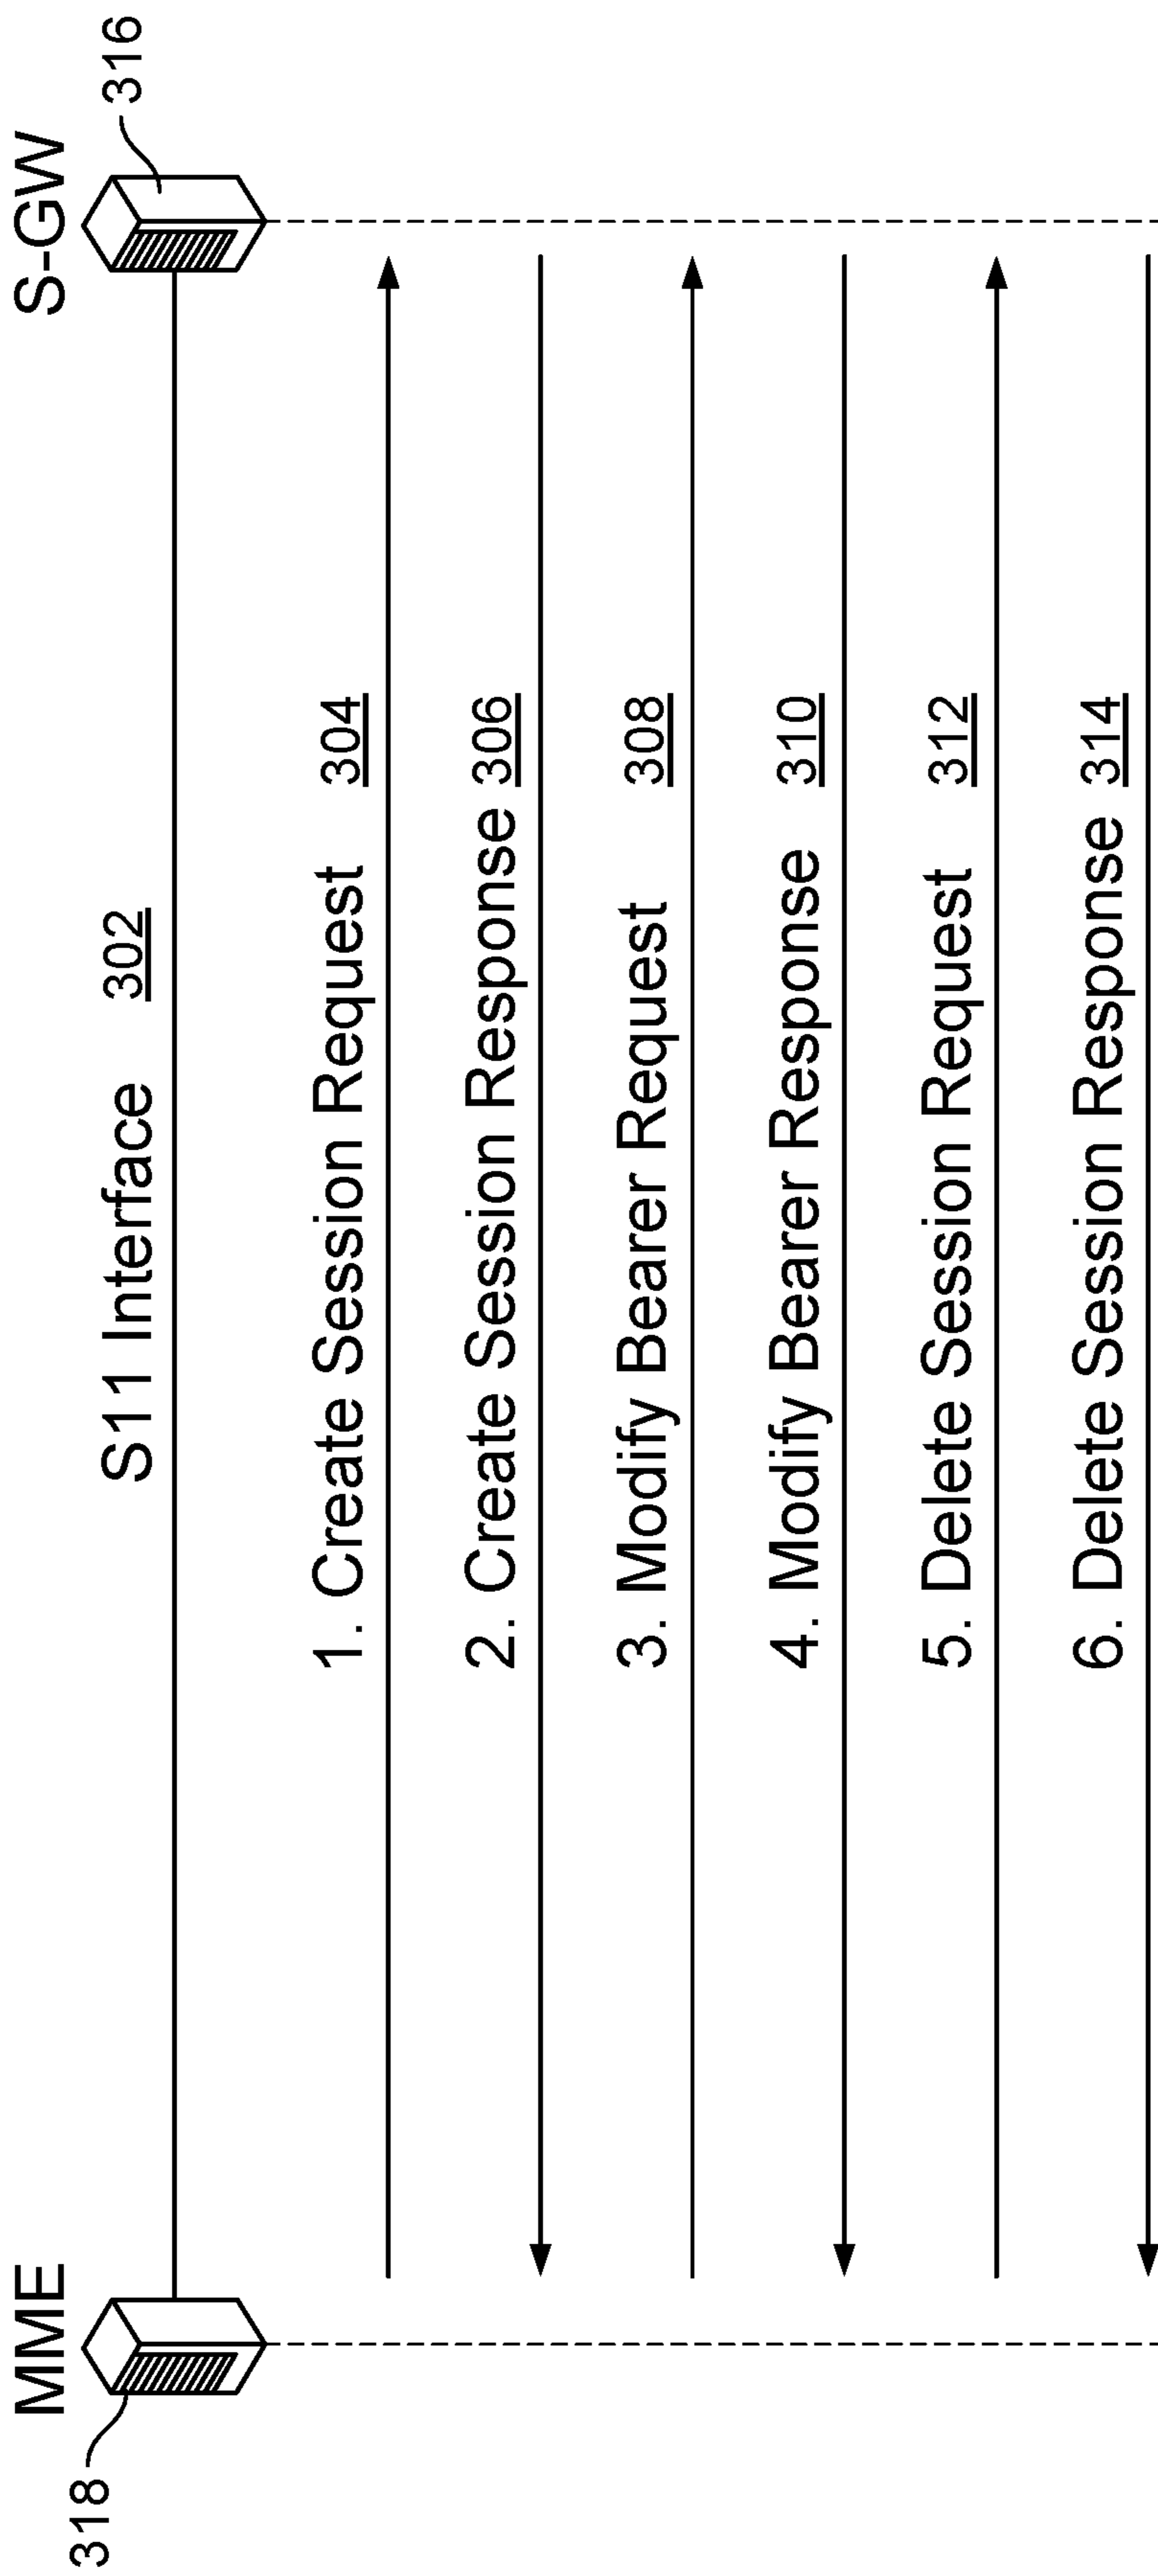 MME
S-GW
318
316
S11 Interface 302
1. Create Session Request 304
2. Create Session Response 306
3. Modify Bearer Request 308
4. Modify Bearer Response 310
5. Delete Session Request 312
6. Delete Session Response 314